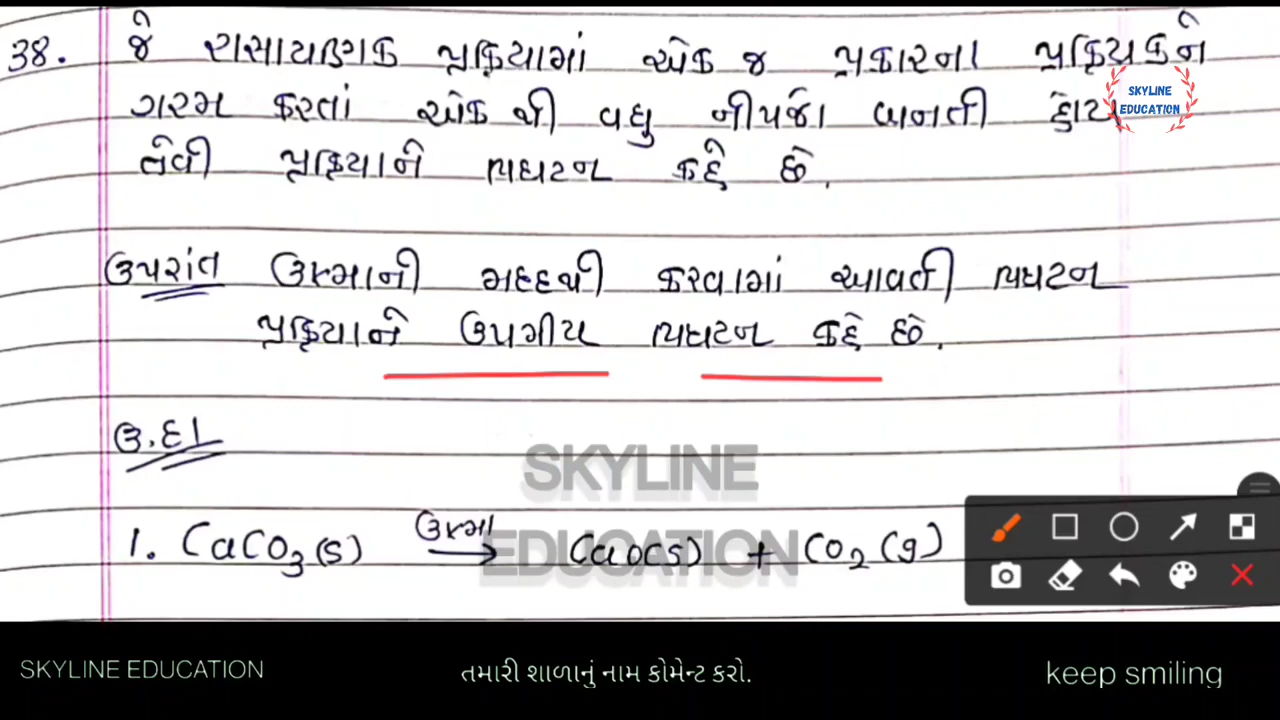 38. જે રાસાયણિક પ્રક્રિયામાં એક જ પ્રકારના પ્રક્રિયકને
SKYLINE
EDUCATION
ગરમ કરતાં એક થી વધુ નીપજો બનતી હોય
તેવી પ્રક્રિયાને વિઘટન કહે છે.
ઉપરાંત ઉષ્માની મદદથી કરવામાં આવતી વિઘટન
પ્રક્રિયાને ઉષ્મીય વિઘટન કહે છે.
ઉ.દા
SKYLINE
EDUCATION
1. CaCO₃(s) ઉષ્મા → CaO(s) + CO₂(g)
SKYLINE EDUCATION
તમારી શાળાનું નામ કોમેન્ટ કરો.
keep smiling